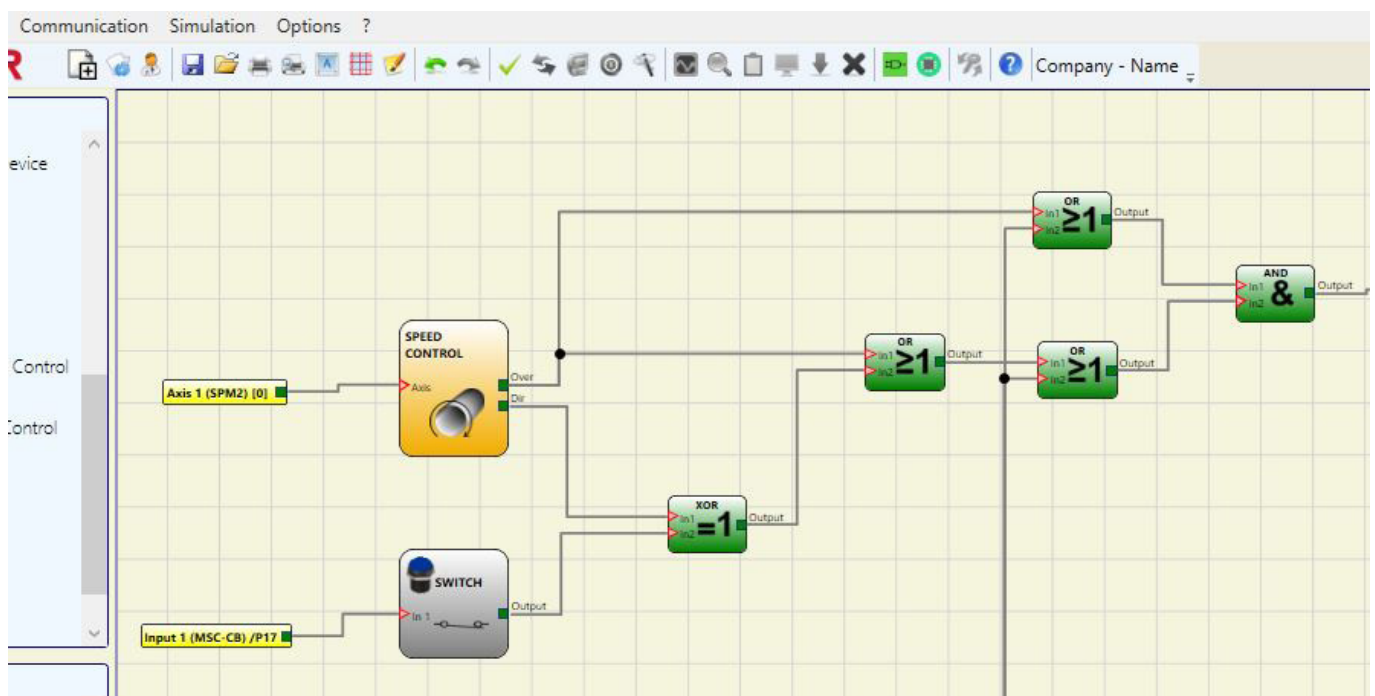 Communication Simulation Options ?
R
Company - Name
evice
Control
Control
OR
In1
In2
≥1
Output
AND
In1
In2
&
Output
SPEED
CONTROL
Axis
Over
Dir
Axis 1 (SPM2) [0]
OR
In1
In2
≥1
Output
OR
In1
In2
≥1
Output
XOR
In1
In2
=1
Output
SWITCH
In 1
Output
Input 1 (MSC-CB) /P17